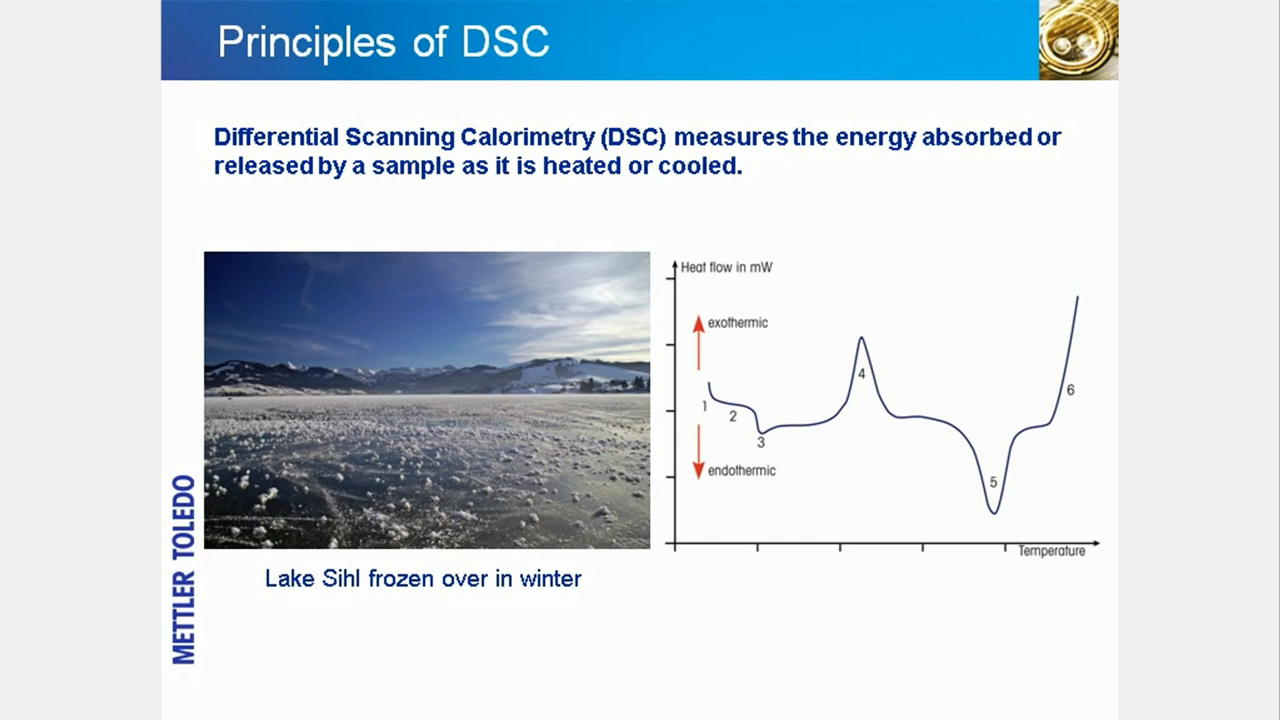 Principles of DSC
Differential Scanning Calorimetry (DSC) measures the energy absorbed or
released by a sample as it is heated or cooled.
Heat flow in mW
exothermic
4
1
2
3
6
endothermic
5
Temperature
Lake Sihl frozen over in winter
METTLER TOLEDO